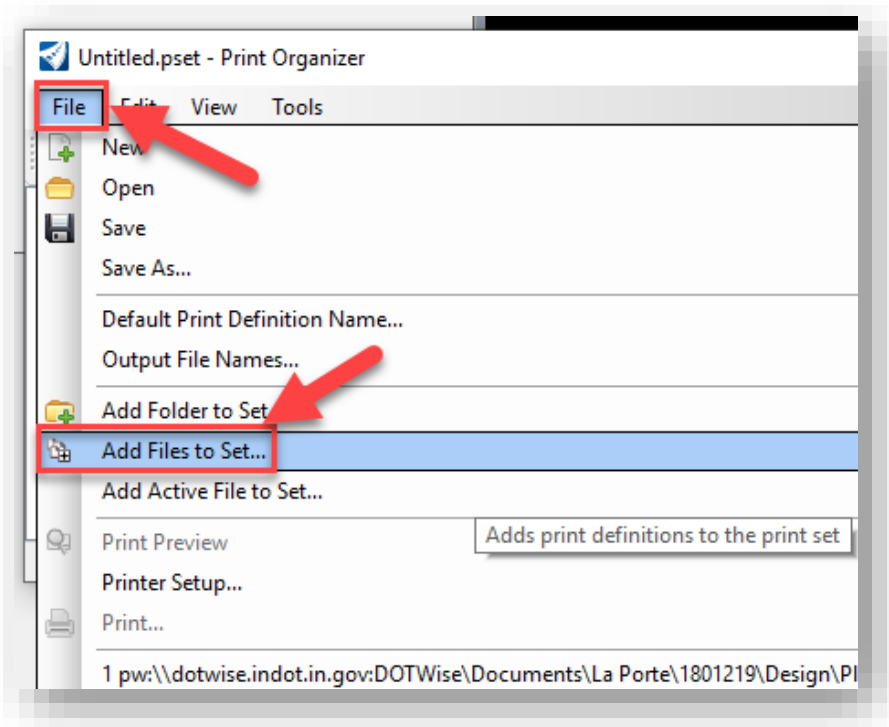 Untitled.pset - Print Organizer
File Edit View Tools
New
Open
Save
Save As...
Default Print Definition Name...
Output File Names...
Add Folder to Set
Add Files to Set...
Add Active File to Set...
Print Preview
Adds print definitions to the print set
Printer Setup...
Print...
1 pw:\\dotwise.indot.in.gov:DOTWise\Documents\La Porte\1801219\Design\Pl